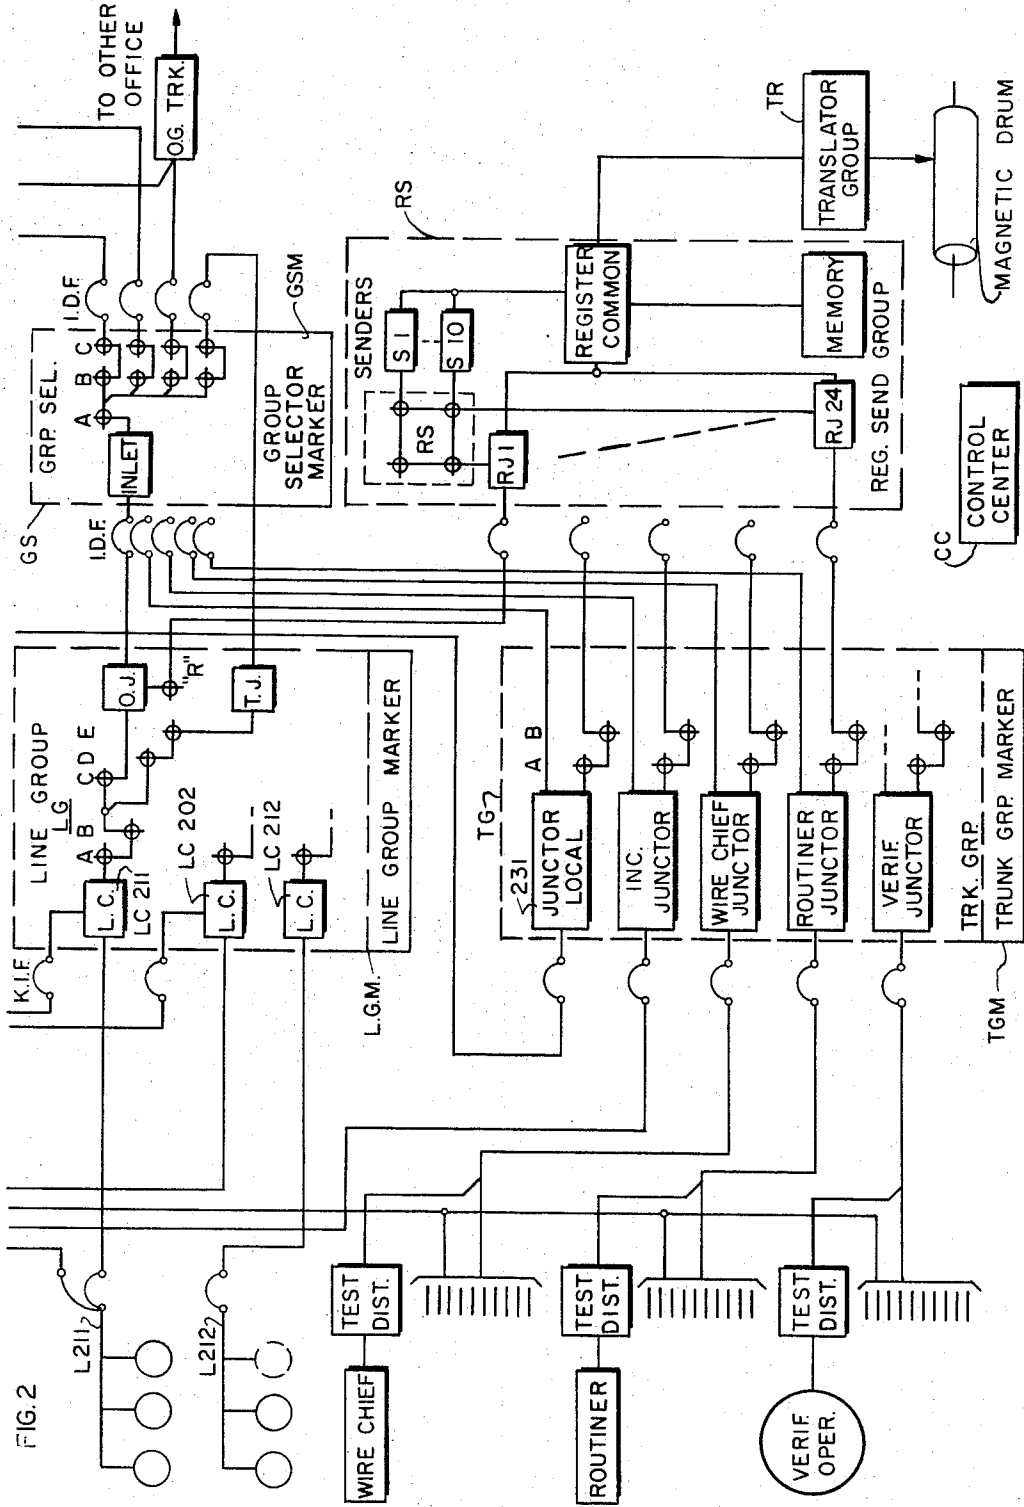 FIG. 2
L211
L212
WIRE CHIEF
TEST
DIST.
ROUTINER
TEST
DIST.
VERIF.
OPER.
TEST
DIST.
K.I.F.
LINE GROUP
LG
A B C D E
L.C.
LC 211
L.C.
LC 202
L.C.
LC 212
O.J.
"R"
T.J.
LINE GROUP MARKER
L.G.M.
TG
A B
231
JUNCTOR
LOCAL
INC.
JUNCTOR
WIRE CHIEF
JUNCTOR
ROUTINER
JUNCTOR
VERIF.
JUNCTOR
TRK. GRP.
TRUNK GRP. MARKER
TGM
GS
I.D.F.
GRP. SEL.
INLET
A B C
I.D.F.
GROUP
SELECTOR
MARKER
GSM
TO OTHER
OFFICE
O.G. TRK.
SENDERS
RS
S 1
S 10
RS
RJ 1
RJ 24
REGISTER
COMMON
MEMORY
REG. SEND GROUP
CC
CONTROL
CENTER
TR
TRANSLATOR
GROUP
MAGNETIC DRUM